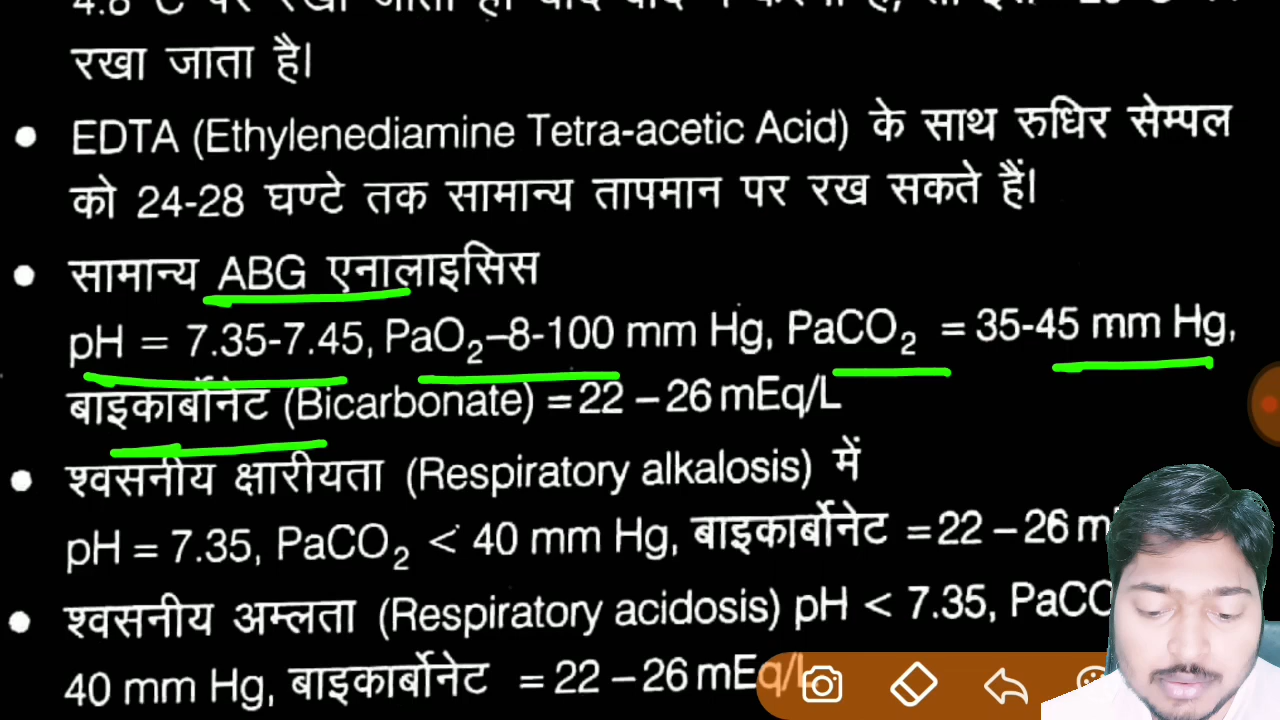 रखा जाता है।
• EDTA (Ethylenediamine Tetra-acetic Acid) के साथ रुधिर सेम्पल
को 24-28 घण्टे तक सामान्य तापमान पर रख सकते हैं।
• सामान्य ABG एनालाइसिस
pH = 7.35-7.45, PaO₂–8-100 mm Hg, PaCO₂ = 35-45 mm Hg,
बाइकार्बोनेट (Bicarbonate) = 22 – 26 mEq/L
• श्वसनीय क्षारीयता (Respiratory alkalosis) में
pH = 7.35, PaCO₂ < 40 mm Hg, बाइकार्बोनेट = 22 – 26
• श्वसनीय अम्लता (Respiratory acidosis) pH < 7.35,
40 mm Hg, बाइकार्बोनेट = 22 – 26 mEq/L